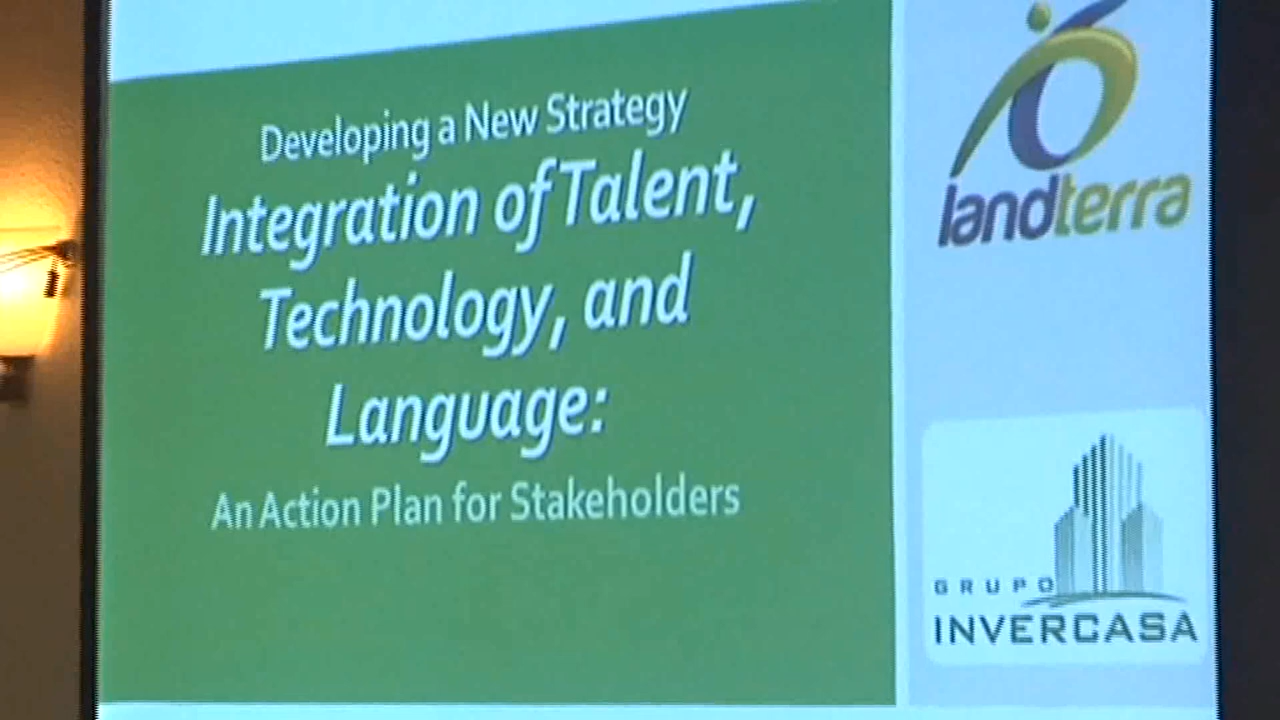 Developing a New Strategy
Integration of Talent,
Technology, and
Language:
An Action Plan for Stakeholders
landterra
GRUPO
INVERCASA